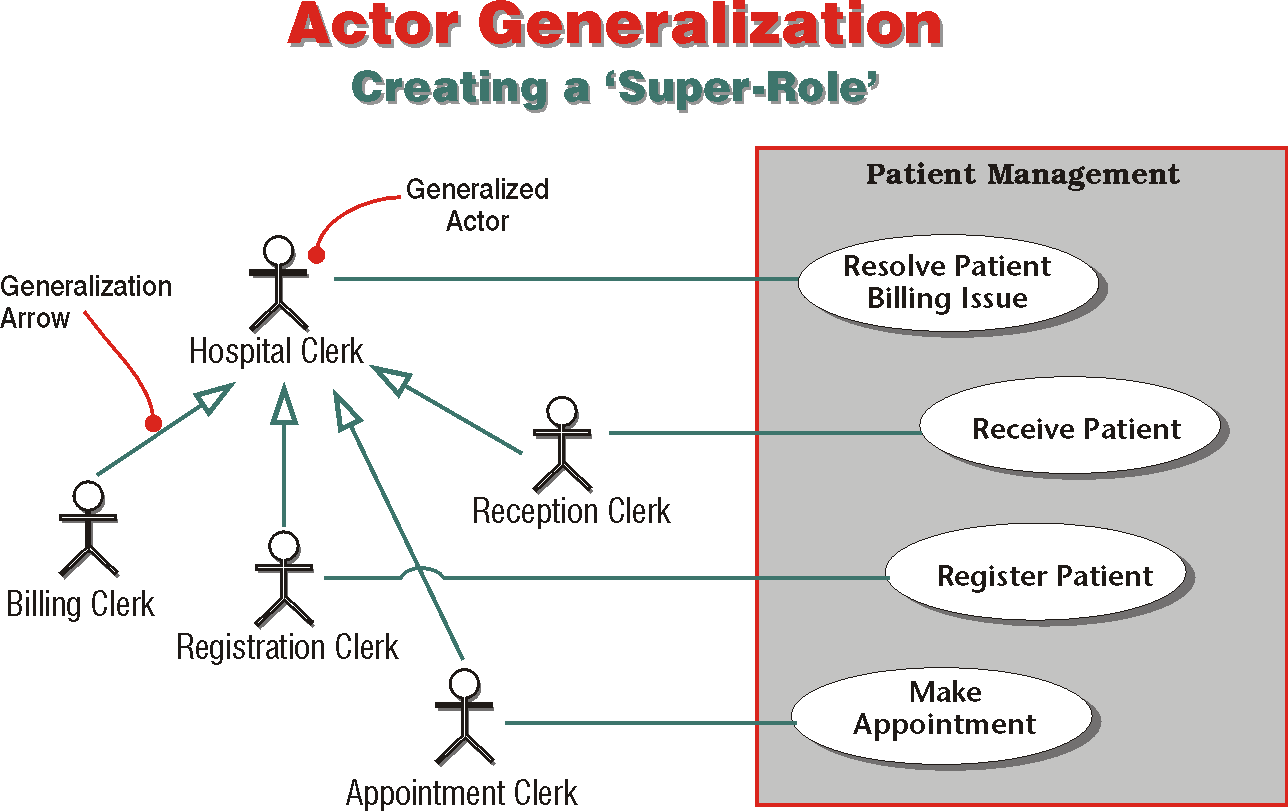 Actor Generalization
Creating a ‘Super-Role’
Patient Management
Generalized
Actor
Generalization
Arrow
Hospital Clerk
Resolve Patient
Billing Issue
Receive Patient
Reception Clerk
Billing Clerk
Registration Clerk
Register Patient
Make
Appointment
Appointment Clerk